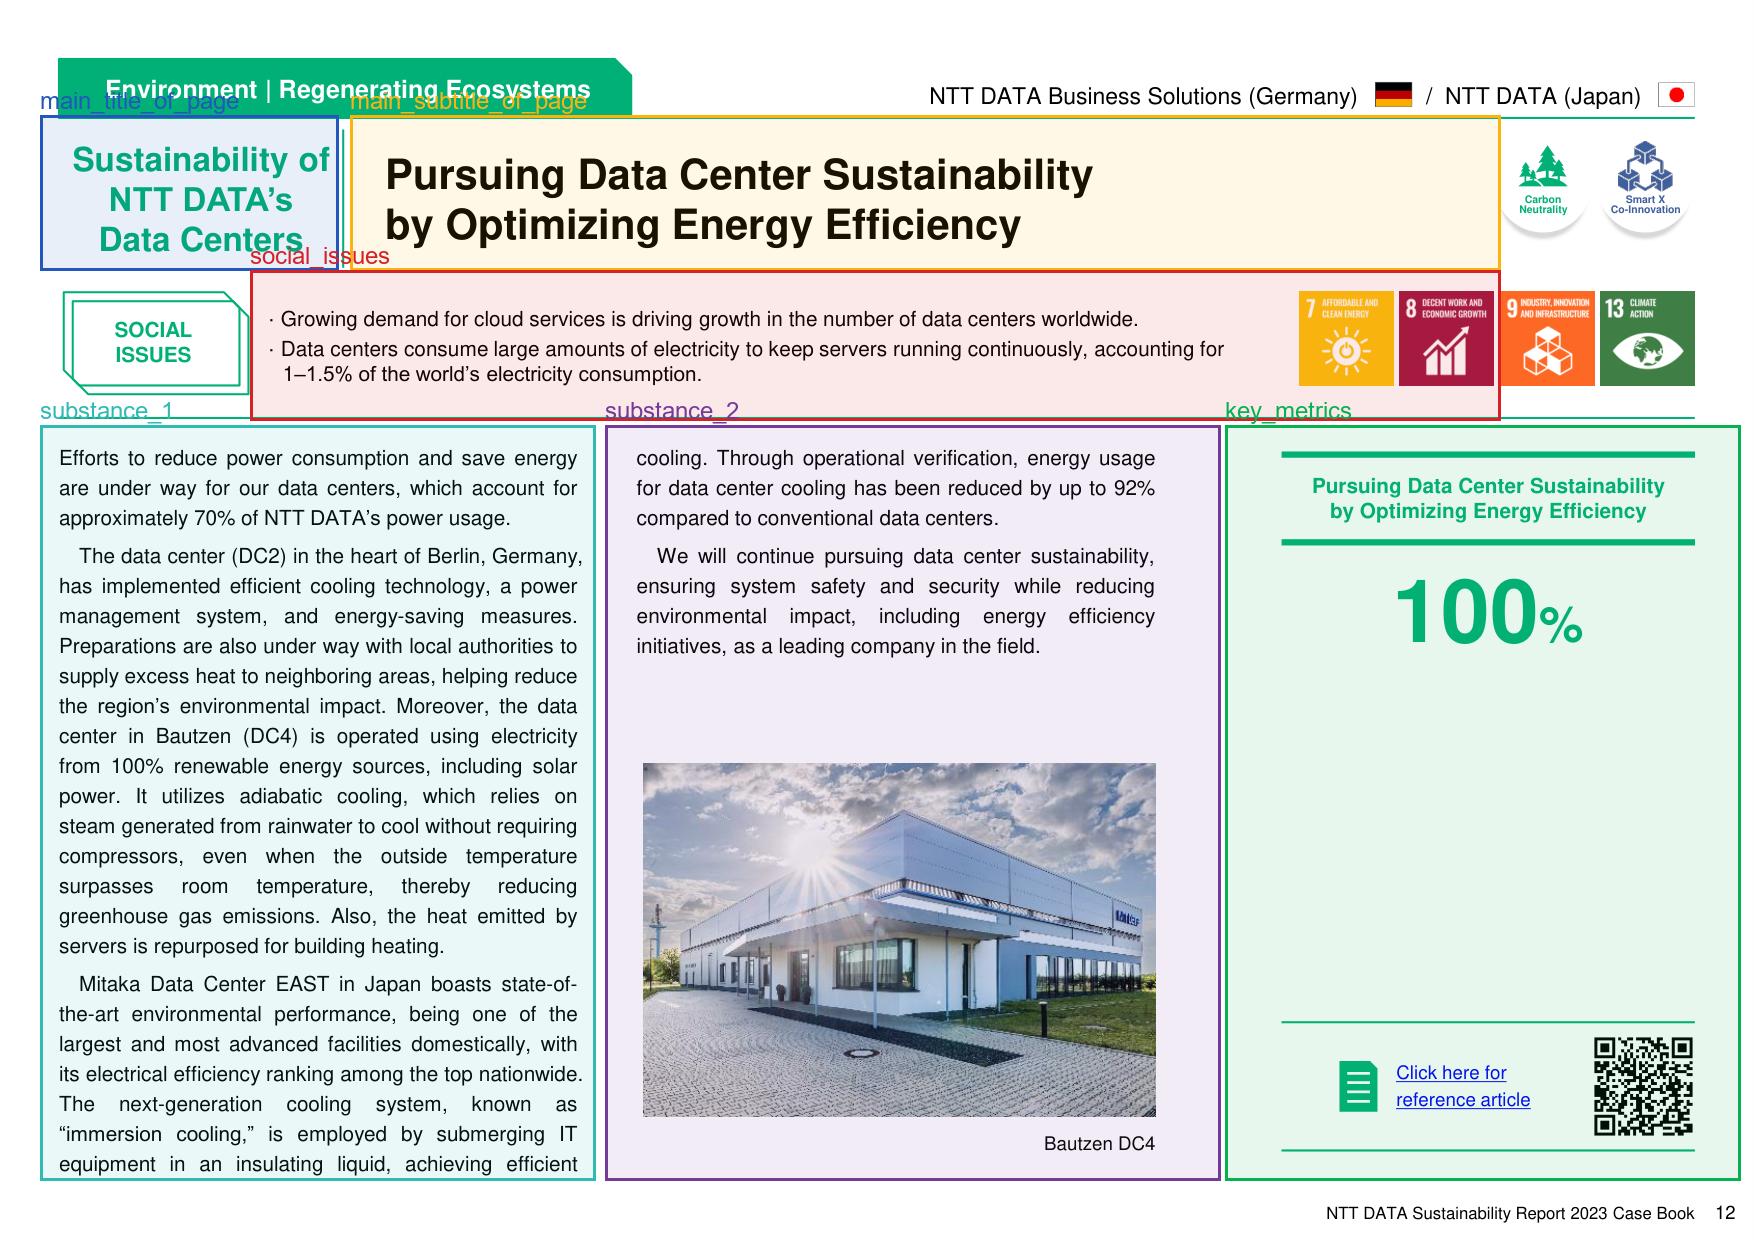 Environment | Regenerating Ecosystems
main_title_of_page
main_subtitle_of_page
NTT DATA Business Solutions (Germany) / NTT DATA (Japan)
Sustainability of
NTT DATA’s
Data Centers
Pursuing Data Center Sustainability
by Optimizing Energy Efficiency
Carbon
Neutrality
Smart X
Co-Innovation
social_issues
SOCIAL
ISSUES
· Growing demand for cloud services is driving growth in the number of data centers worldwide.
· Data centers consume large amounts of electricity to keep servers running continuously, accounting for
1–1.5% of the world’s electricity consumption.
7 AFFORDABLE AND
CLEAN ENERGY
8 DECENT WORK AND
ECONOMIC GROWTH
9 INDUSTRY, INNOVATION
AND INFRASTRUCTURE
13 CLIMATE
ACTION
substance_1
Efforts to reduce power consumption and save energy
are under way for our data centers, which account for
approximately 70% of NTT DATA’s power usage.
The data center (DC2) in the heart of Berlin, Germany,
has implemented efficient cooling technology, a power
management system, and energy-saving measures.
Preparations are also under way with local authorities to
supply excess heat to neighboring areas, helping reduce
the region’s environmental impact. Moreover, the data
center in Bautzen (DC4) is operated using electricity
from 100% renewable energy sources, including solar
power. It utilizes adiabatic cooling, which relies on
steam generated from rainwater to cool without requiring
compressors, even when the outside temperature
surpasses room temperature, thereby reducing
greenhouse gas emissions. Also, the heat emitted by
servers is repurposed for building heating.
Mitaka Data Center EAST in Japan boasts state-of-
the-art environmental performance, being one of the
largest and most advanced facilities domestically, with
its electrical efficiency ranking among the top nationwide.
The next-generation cooling system, known as
“immersion cooling,” is employed by submerging IT
equipment in an insulating liquid, achieving efficient
substance_2
cooling. Through operational verification, energy usage
for data center cooling has been reduced by up to 92%
compared to conventional data centers.
We will continue pursuing data center sustainability,
ensuring system safety and security while reducing
environmental impact, including energy efficiency
initiatives, as a leading company in the field.
Bautzen DC4
key_metrics
Pursuing Data Center Sustainability
by Optimizing Energy Efficiency
100%
Click here for
reference article
NTT DATA Sustainability Report 2023 Case Book 12